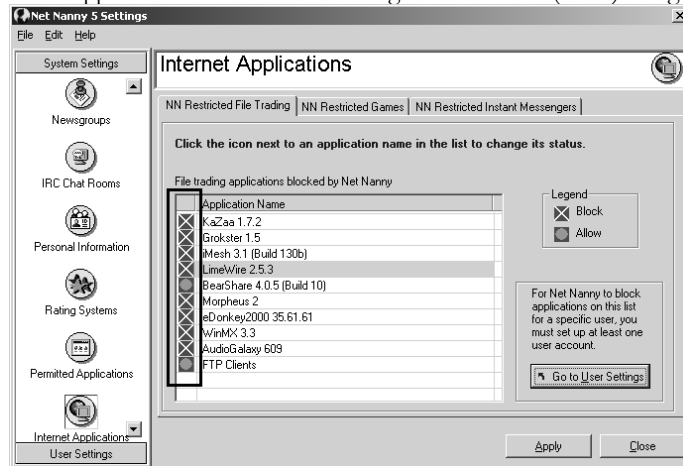 Net Nanny 5 Settings
File Edit Help
System Settings
Newsgroups
IRC Chat Rooms
Personal Information
Rating Systems
Permitted Applications
Internet Applications
User Settings
Internet Applications
NN Restricted File Trading NN Restricted Games NN Restricted Instant Messengers
Click the icon next to an application name in the list to change its status.
File trading applications blocked by Net Nanny
Application Name
KaZaa 1.7.2
Grokster 1.5
iMesh 3.1 (Build 130b)
LimeWire 2.5.3
BearShare 4.0.5 (Build 10)
Morpheus 2
eDonkey2000 35.61.61
WinMX 3.3
AudioGalaxy 609
FTP Clients
Legend
Block
Allow
For Net Nanny to block
applications on this list
for a specific user, you
must set up at least one
user account.
Go to User Settings
Apply Close